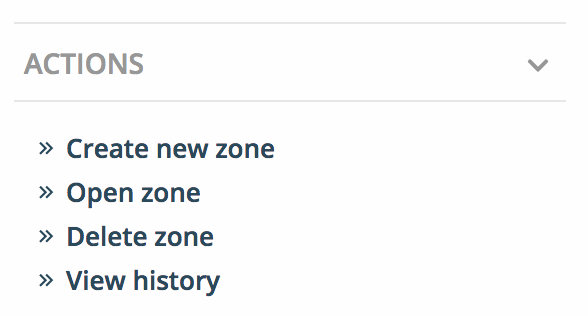 ACTIONS
» Create new zone
» Open zone
» Delete zone
» View history